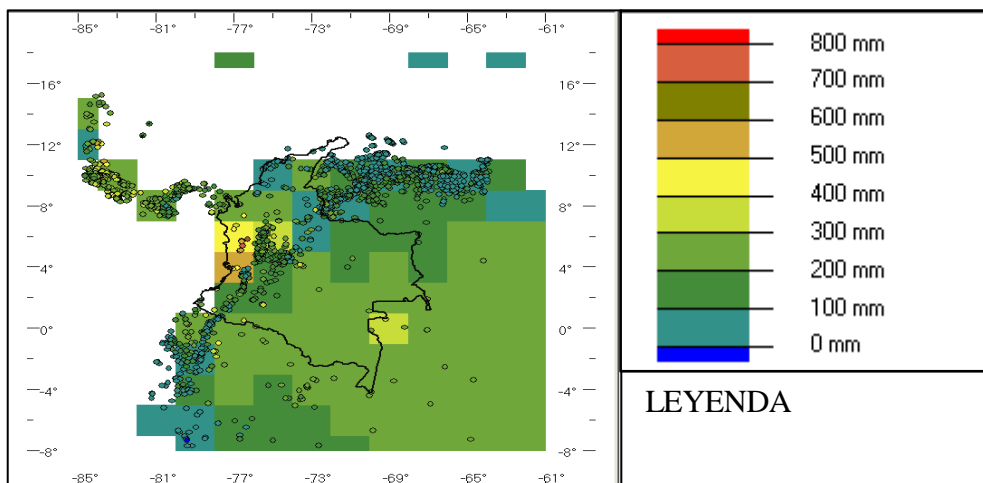 -85° -81° -77° -73° -69° -65° -61°
16° 16°
12° 12°
8° 8°
4° 4°
0° 0°
-4° -4°
-8° -8°
-85° -81° -77° -73° -69° -65° -61°
800 mm
700 mm
600 mm
500 mm
400 mm
300 mm
200 mm
100 mm
0 mm
LEYENDA